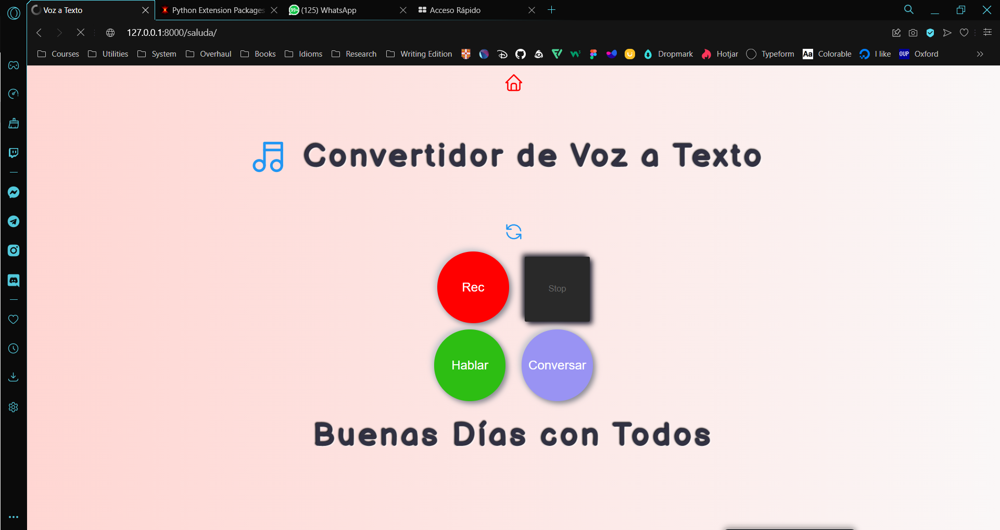 Voz a Texto
Python Extension Packages
99+
(125) WhatsApp
Acceso Rápido
127.0.0.1:8000/saluda/
Courses
Utilities
System
Overhaul
Books
Idioms
Research
Writing Edition
Dropmark
Hotjar
Typeform
Aa
Colorable
I like
OUP
Oxford
Convertidor de Voz a Texto
Rec
Stop
Hablar
Conversar
Buenas Días con Todos